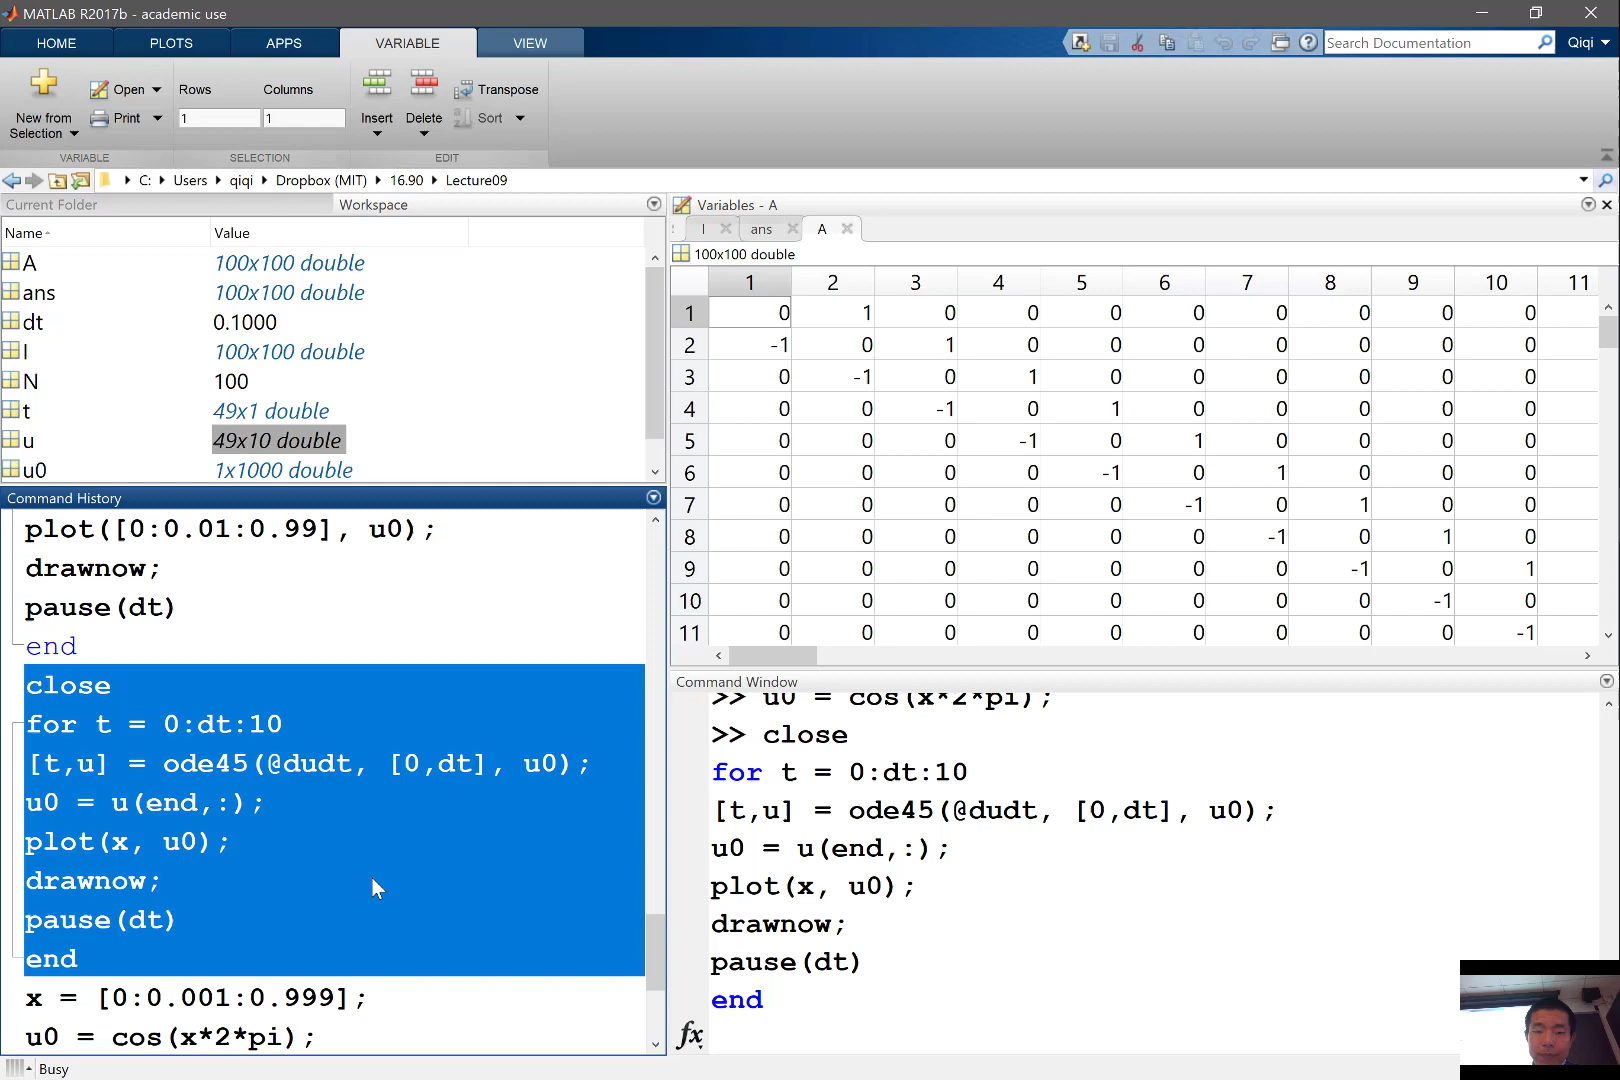 MATLAB R2017b - academic use
HOME PLOTS APPS VARIABLE VIEW Search Documentation Qiqi
New from Selection Open Print Rows Columns 1 1 Insert Delete Transpose Sort
VARIABLE SELECTION EDIT
C: Users qiqi Dropbox (MIT) 16.90 Lecture09
Current Folder Workspace
Name Value
A 100x100 double
ans 100x100 double
dt 0.1000
I 100x100 double
N 100
t 49x1 double
u 49x10 double
u0 1x1000 double
Variables - A
I ans A
100x100 double
1 2 3 4 5 6 7 8 9 10 11
1 0 1 0 0 0 0 0 0 0 0
2 -1 0 1 0 0 0 0 0 0 0
3 0 -1 0 1 0 0 0 0 0 0
4 0 0 -1 0 1 0 0 0 0 0
5 0 0 0 -1 0 1 0 0 0 0
6 0 0 0 0 -1 0 1 0 0 0
7 0 0 0 0 0 -1 0 1 0 0
8 0 0 0 0 0 0 -1 0 1 0
9 0 0 0 0 0 0 0 -1 0 1
10 0 0 0 0 0 0 0 0 -1 0
11 0 0 0 0 0 0 0 0 0 -1
Command History
plot([0:0.01:0.99], u0);
drawnow;
pause(dt)
end
close
for t = 0:dt:10
[t,u] = ode45(@dudt, [0,dt], u0);
u0 = u(end,:);
plot(x, u0);
drawnow;
pause(dt)
end
x = [0:0.001:0.999];
u0 = cos(x*2*pi);
Command Window
>> u0 = cos(x*2*pi);
>> close
for t = 0:dt:10
[t,u] = ode45(@dudt, [0,dt], u0);
u0 = u(end,:);
plot(x, u0);
drawnow;
pause(dt)
end
fx
Busy